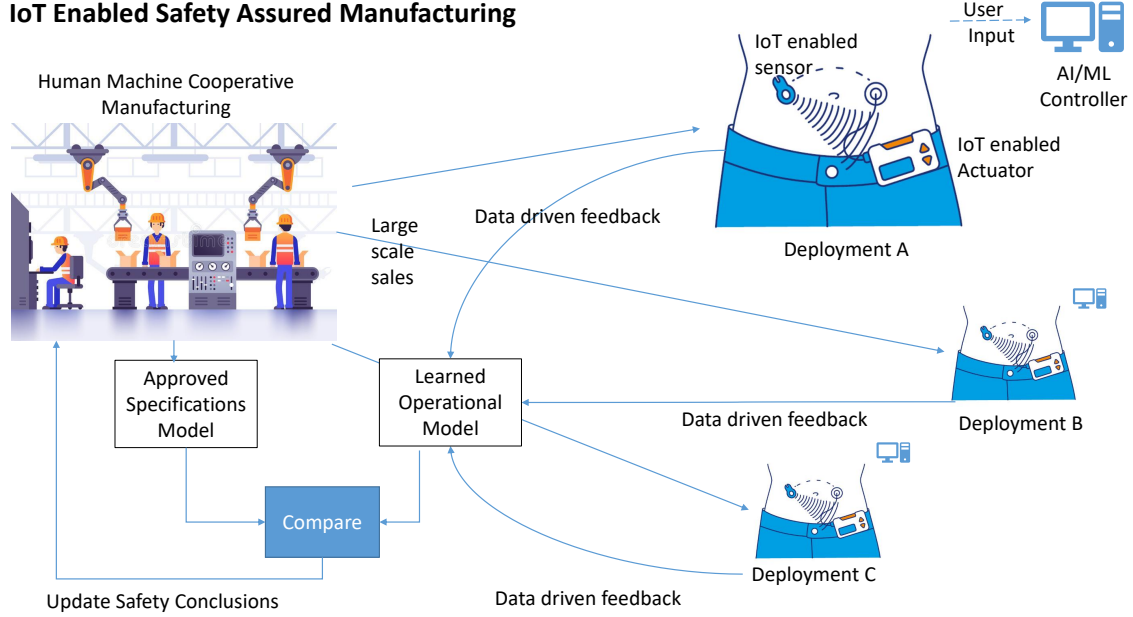 IoT Enabled Safety Assured Manufacturing
User
Input
IoT enabled
sensor
AI/ML
Controller
Human Machine Cooperative
Manufacturing
IoT enabled
Actuator
Large
scale
sales
Data driven feedback
Deployment A
Approved
Specifications
Model
Learned
Operational
Model
Data driven feedback
Deployment B
Compare
Deployment C
Update Safety Conclusions
Data driven feedback